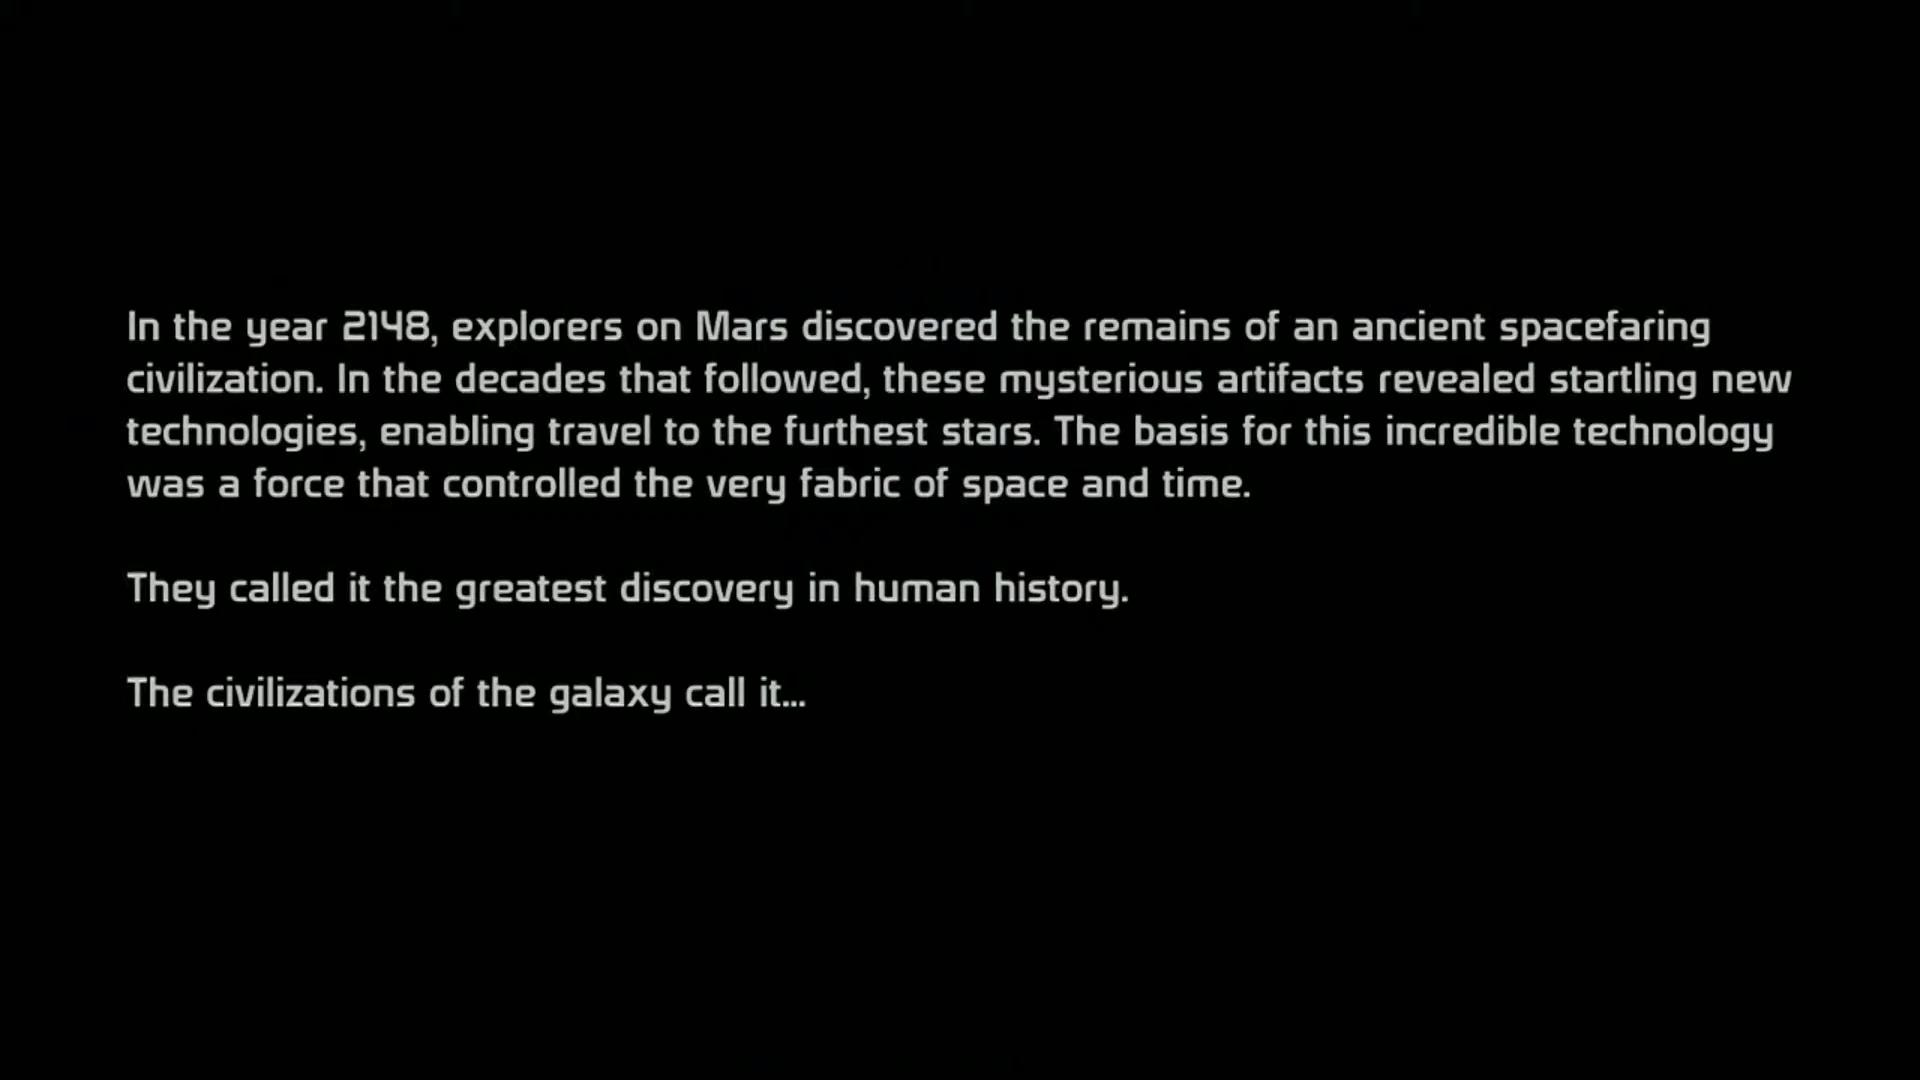 In the year 2148, explorers on Mars discovered the remains of an ancient spacefaring
civilization. In the decades that followed, these mysterious artifacts revealed startling new
technologies, enabling travel to the furthest stars. The basis for this incredible technology
was a force that controlled the very fabric of space and time.
They called it the greatest discovery in human history.
The civilizations of the galaxy call it...